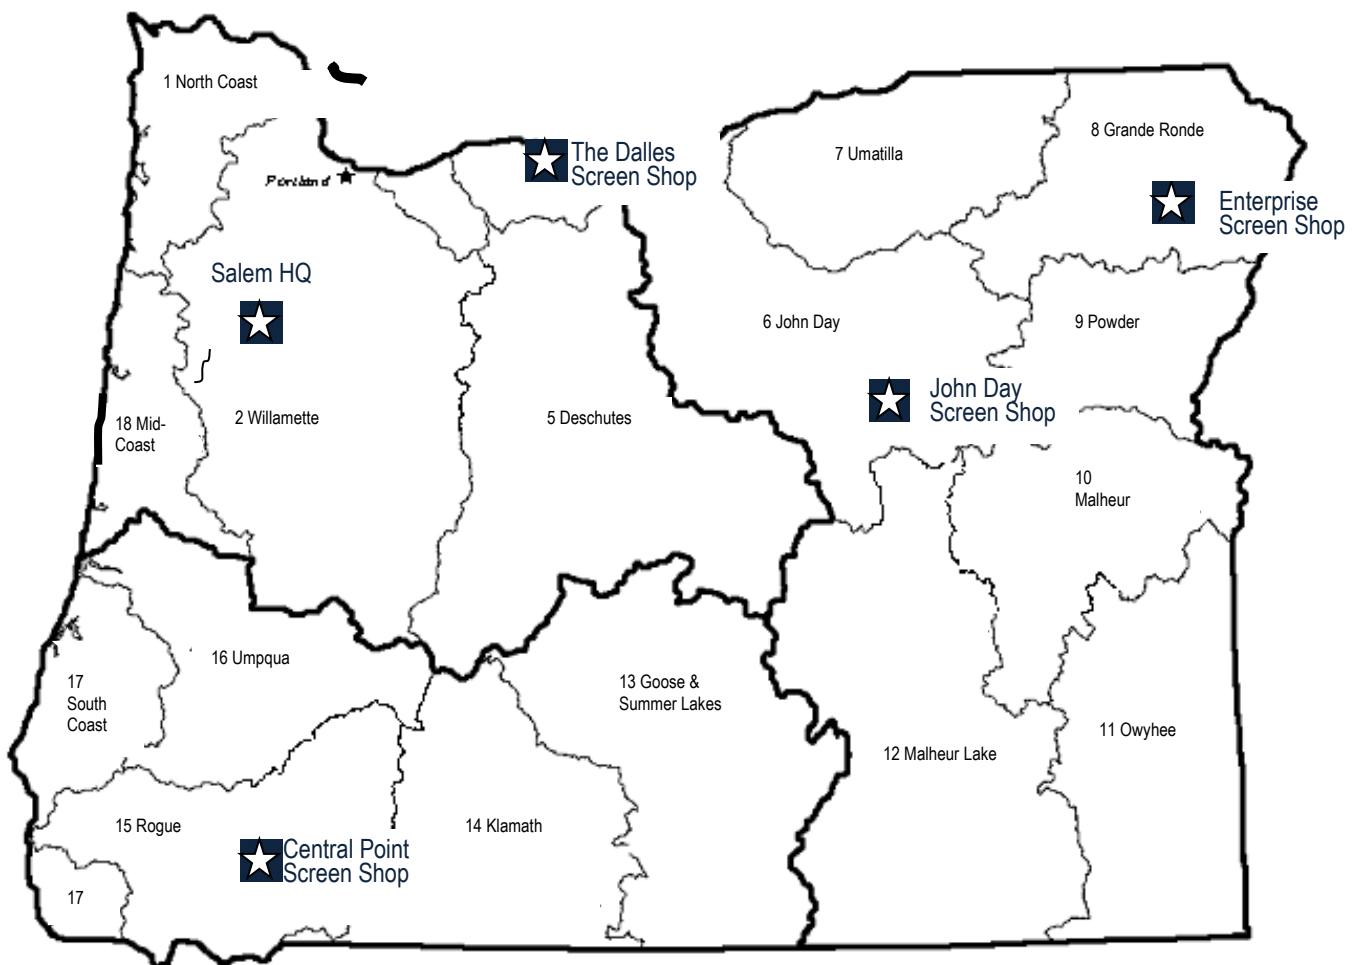 1 North Coast
8 Grande Ronde
7 Umatilla
The Dalles
Screen Shop
Portland
Enterprise
Screen Shop
Salem HQ
6 John Day
9 Powder
John Day
Screen Shop
18 Mid-
Coast
2 Willamette
5 Deschutes
10
Malheur
16 Umpqua
17
South
Coast
13 Goose &
Summer Lakes
11 Owyhee
12 Malheur Lake
15 Rogue
14 Klamath
Central Point
Screen Shop
17